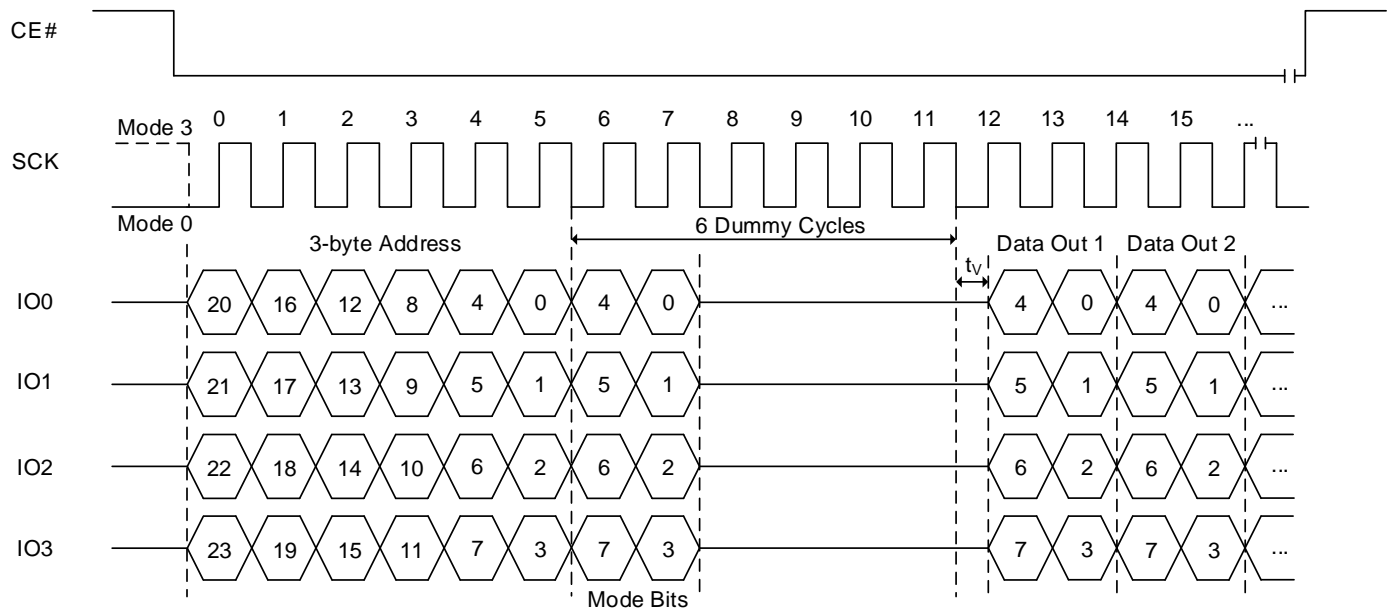 CE#
Mode 3 0 1 2 3 4 5 6 7 8 9 10 11 12 13 14 15 ...
SCK
Mode 0
6 Dummy Cycles
3-byte Address Data Out 1 Data Out 2
tV
IO0 20 16 12 8 4 0 4 0 4 0 4 0 ...
IO1 21 17 13 9 5 1 5 1 5 1 5 1 ...
IO2 22 18 14 10 6 2 6 2 6 2 6 2 ...
IO3 23 19 15 11 7 3 7 3 7 3 7 3 ...
Mode Bits